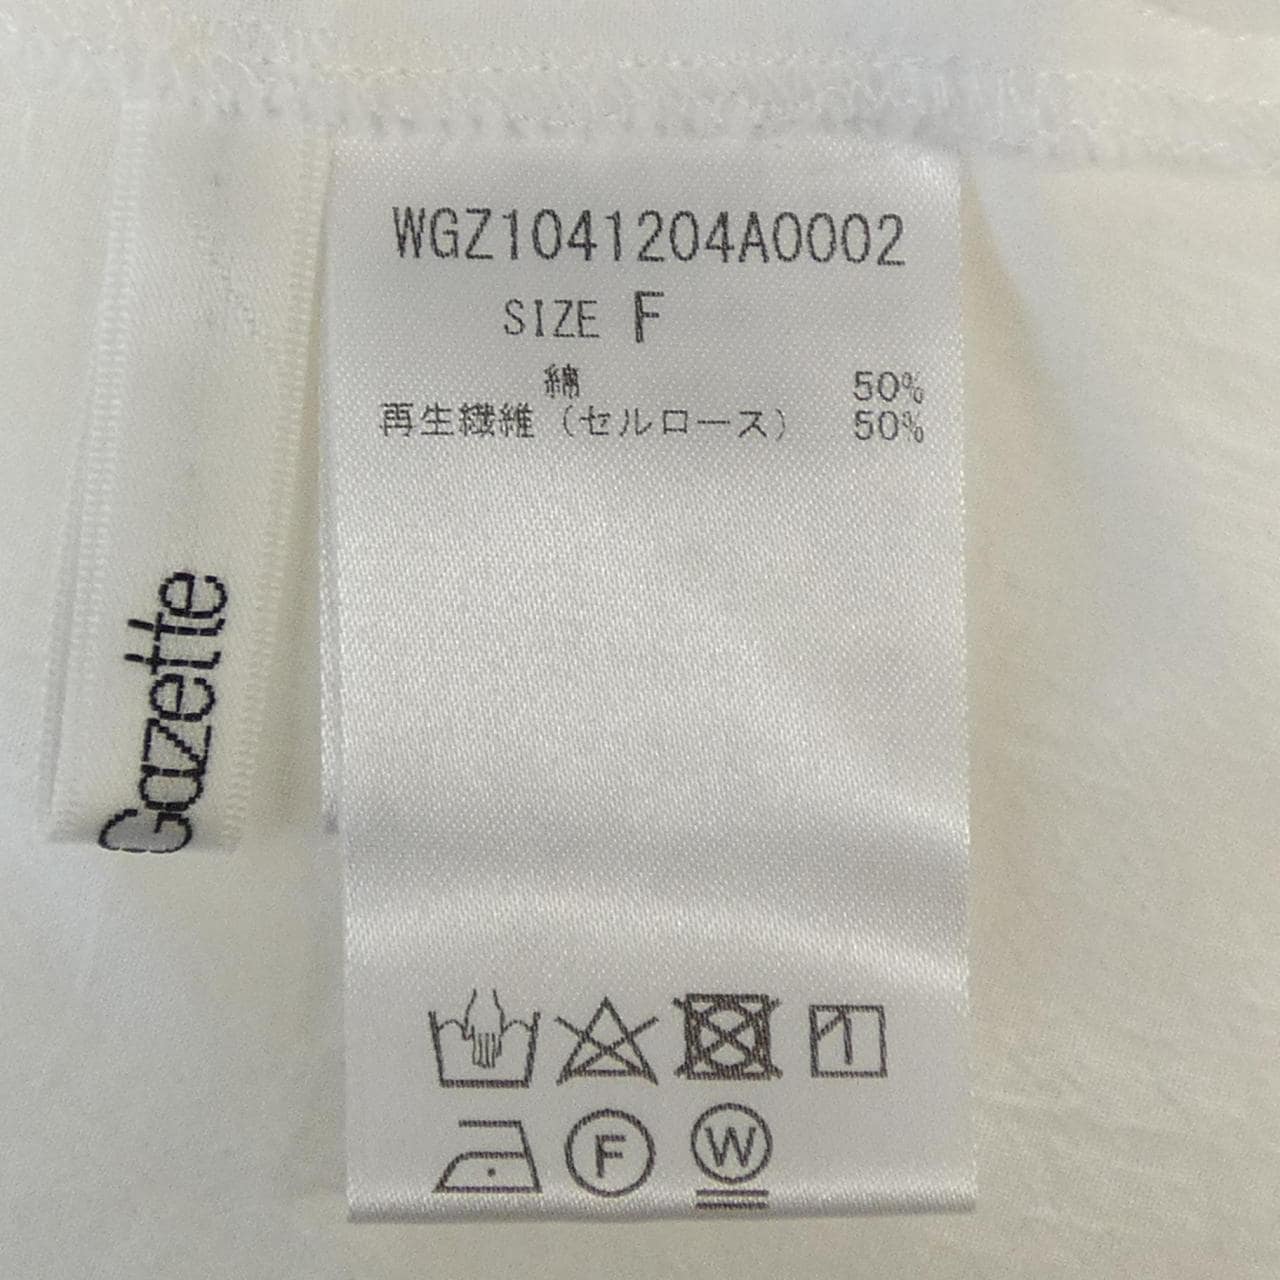 WGZ1041204A0002
SIZE F
綿 50%
再生繊維（セルロース） 50%
Gazette
F
W